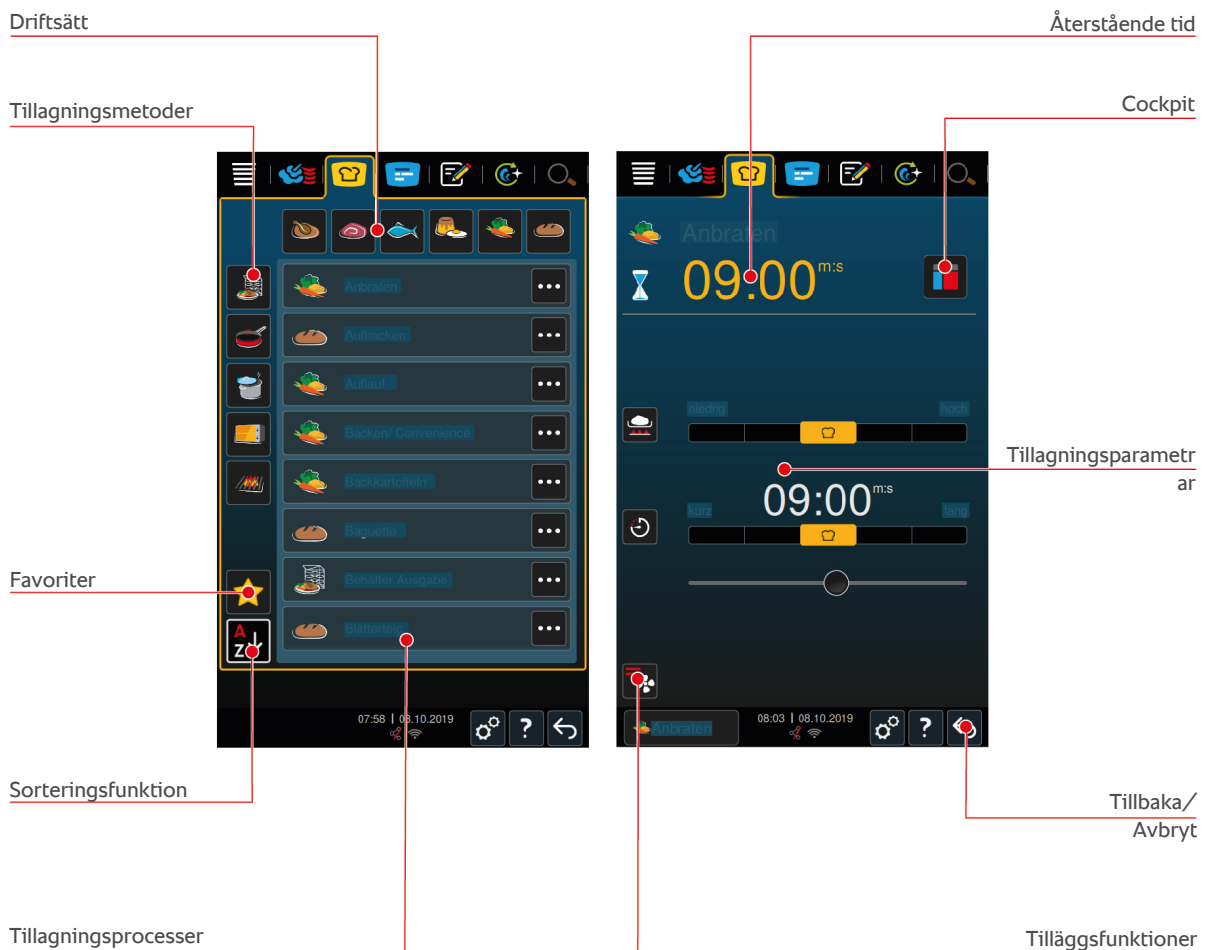 Driftsätt
Återstående tid
Tillagningsmetoder
Cockpit
Anbraten
Aufbacken
Auflauf
Backen/ Convenience
Backkartoffeln
Baguette
Behälter Ausgabe
Blätterteig
A
Z
07:58 | 08.10.2019
?
Anbraten
09:00 m:s
niedrig hoch
09:00 m:s
kurz lang
Anbraten
08:03 | 08.10.2019
?
Tillagningsparametr
ar
Favoriter
Sorteringsfunktion
Tillbaka/
Avbryt
Tillagningsprocesser
Tilläggsfunktioner